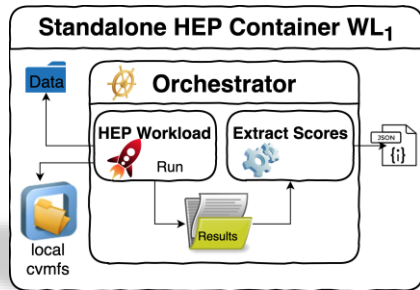 Standalone HEP Container WL1
Data
Orchestrator
HEP Workload
Run
Extract Scores
JSON
{i}
Results
local
cvmfs